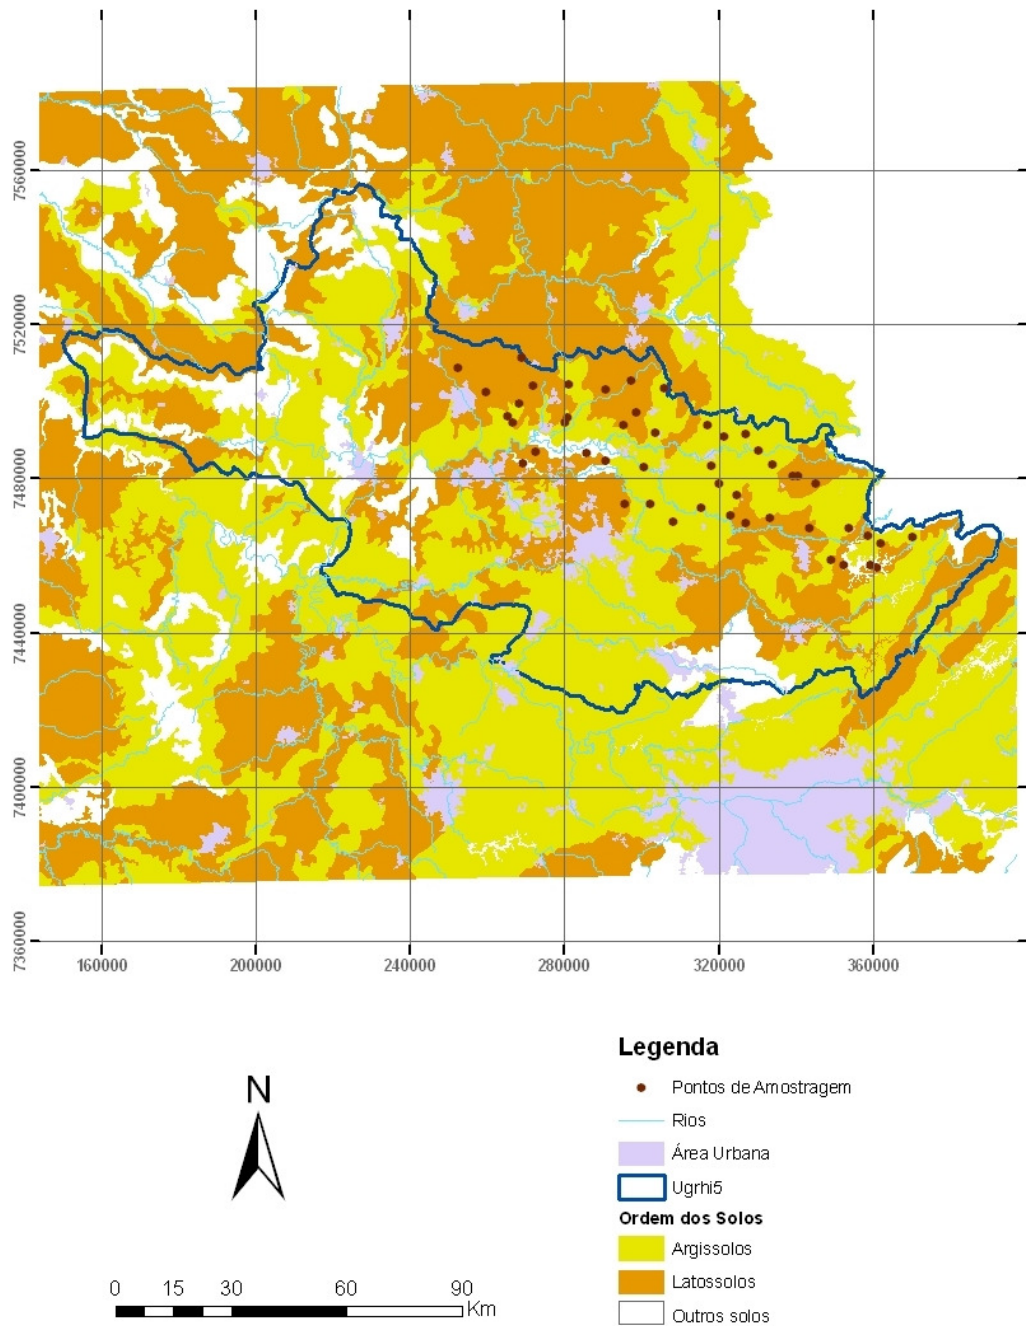 7560000
7520000
7480000
7440000
7400000
7360000
160000 200000 240000 280000 320000 360000
Legenda
Pontos de Amostragem
Rios
Área Urbana
Ugrhi5
Ordem dos Solos
Argissolos
Latossolos
Outros solos
N
0 15 30 60 90
Km